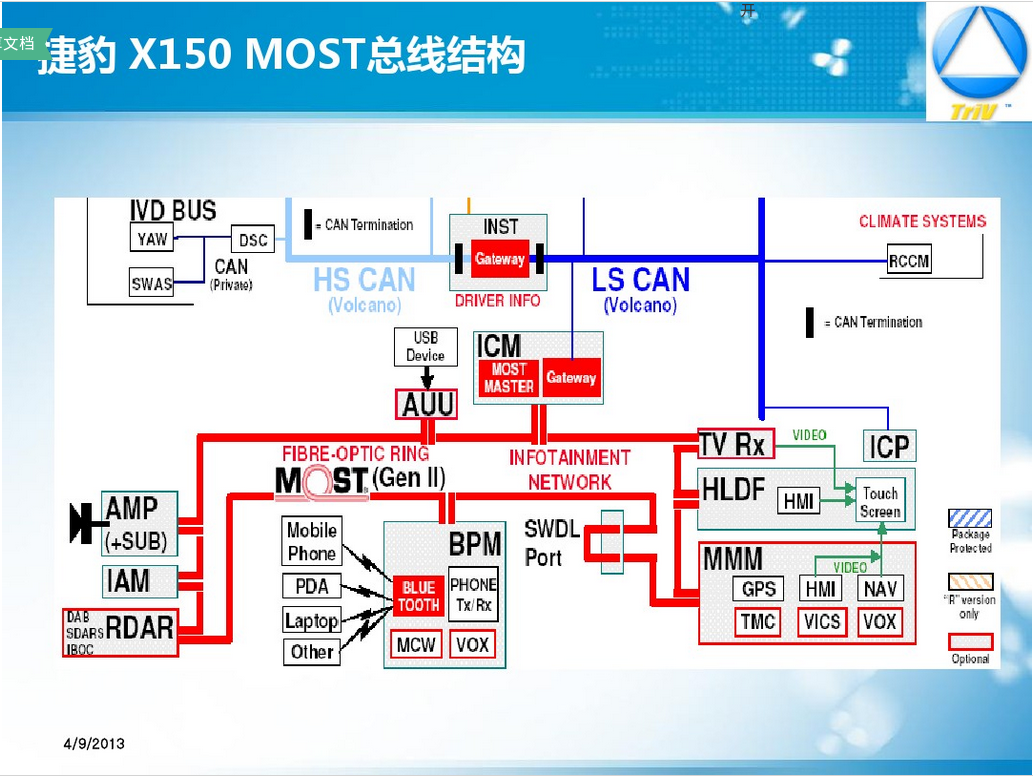 开
文档
捷豹 X150 MOST总线结构
TriV ™
IVD BUS
YAW
DSC
SWAS
CAN
(Private)
= CAN Termination
HS CAN
(Volcano)
INST
Gateway
DRIVER INFO
LS CAN
(Volcano)
CLIMATE SYSTEMS
RCCM
= CAN Termination
USB
Device
AUU
ICM
MOST
MASTER
Gateway
FIBRE-OPTIC RING
MOST (Gen II)
INFOTAINMENT
NETWORK
TV Rx
VIDEO
ICP
HLDF
HMI
Touch
Screen
AMP
(+SUB)
IAM
DAB
SDARS
IBOC
RDAR
Mobile
Phone
PDA
Laptop
Other
BPM
BLUE
TOOTH
PHONE
Tx/Rx
MCW
VOX
SWDL
Port
MMM
VIDEO
GPS
HMI
NAV
TMC
VICS
VOX
Package
Protected
"R" version
only
Optional
4/9/2013